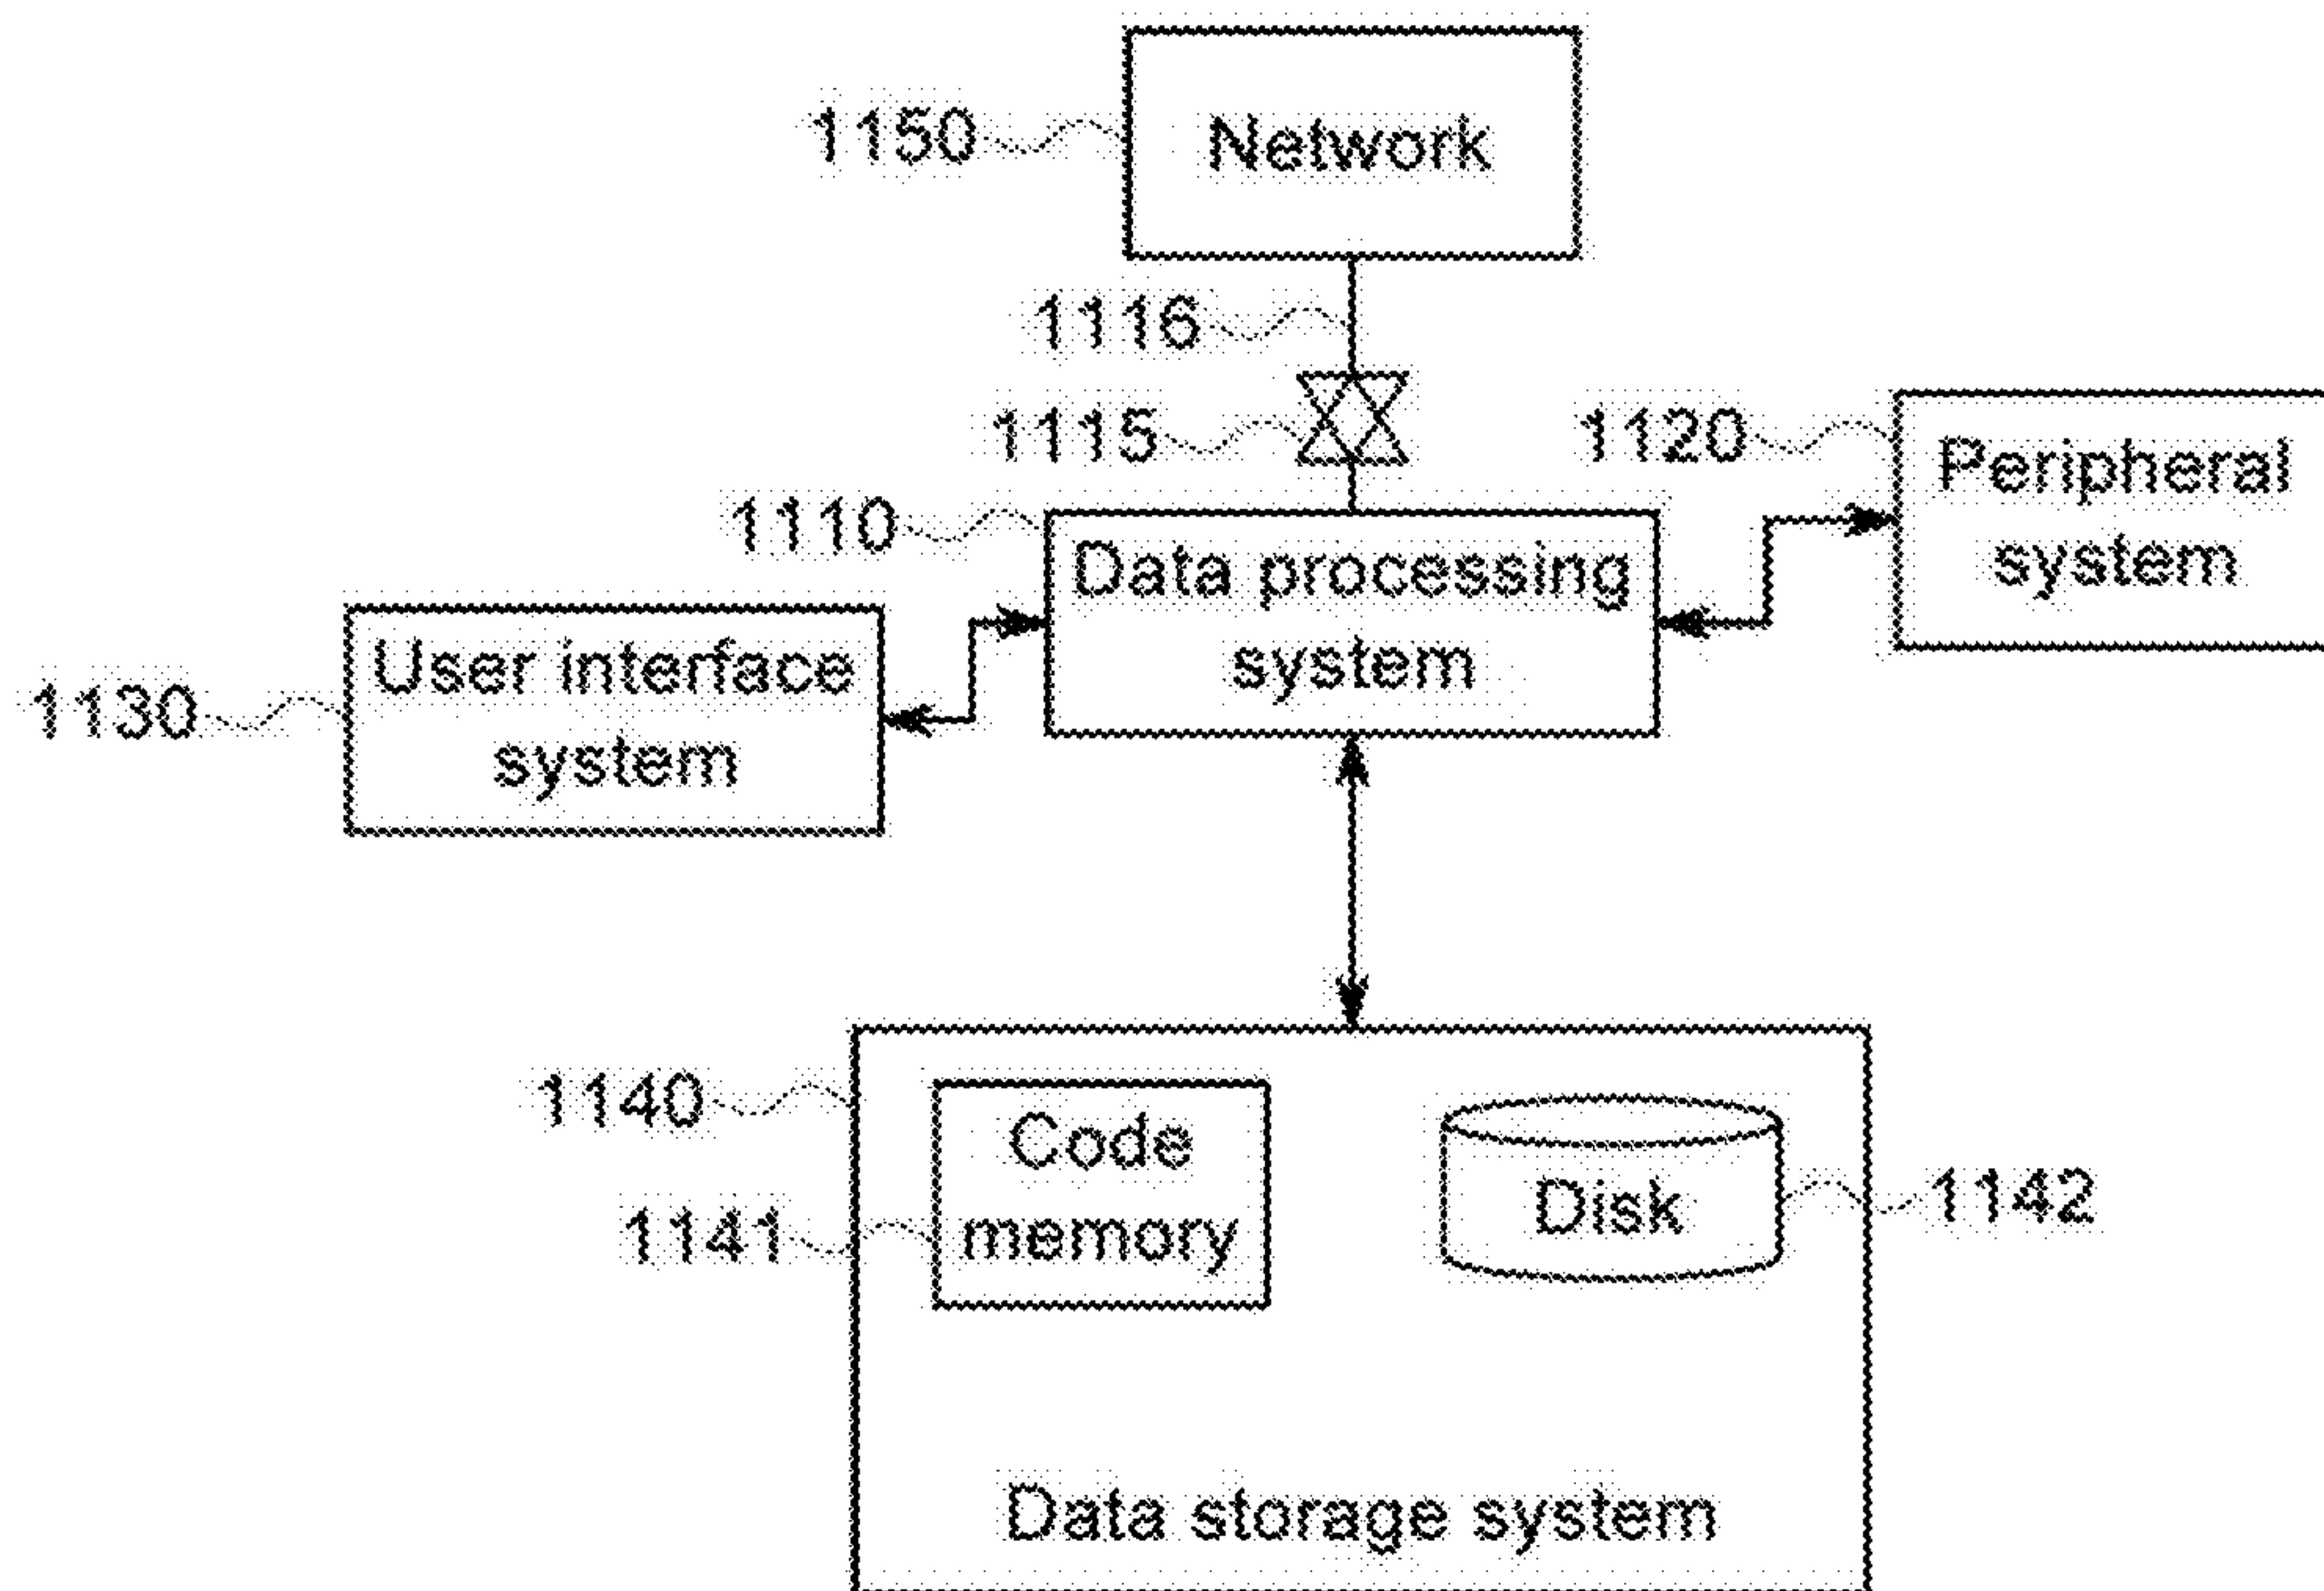 1150
Network
1116
1115
1120
Peripheral
system
1110
Data processing
system
User interface
system
1130
1140
Code
memory
1141
Disk
1142
Data storage system